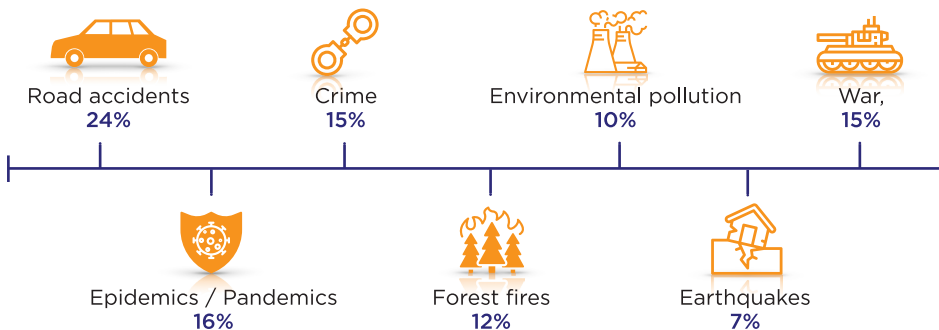 Road accidents
24%
Crime
15%
Environmental pollution
10%
War,
15%
Epidemics / Pandemics
16%
Forest fires
12%
Earthquakes
7%